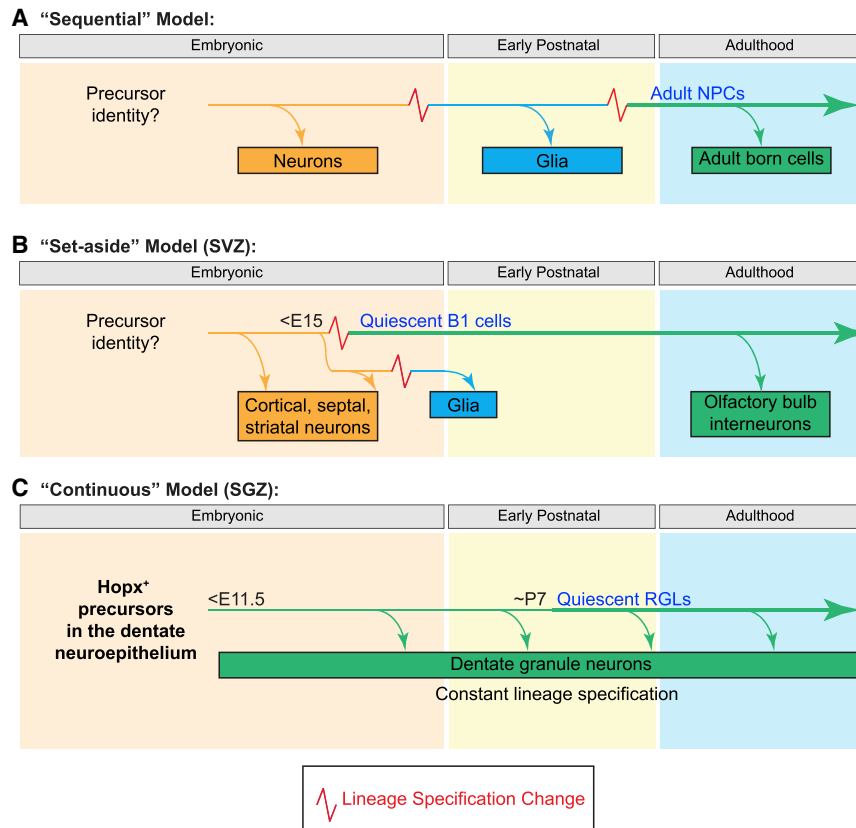 A “Sequential” Model:
Embryonic
Early Postnatal
Adulthood
Precursor
identity?
Adult NPCs
Neurons
Glia
Adult born cells
B “Set-aside” Model (SVZ):
Embryonic
Early Postnatal
Adulthood
Precursor
identity?
<E15
Quiescent B1 cells
Cortical, septal,
striatal neurons
Glia
Olfactory bulb
interneurons
C “Continuous” Model (SGZ):
Embryonic
Early Postnatal
Adulthood
Hopx⁺
precursors
in the dentate
neuroepithelium
<E11.5
~P7
Quiescent RGLs
Dentate granule neurons
Constant lineage specification
Lineage Specification Change